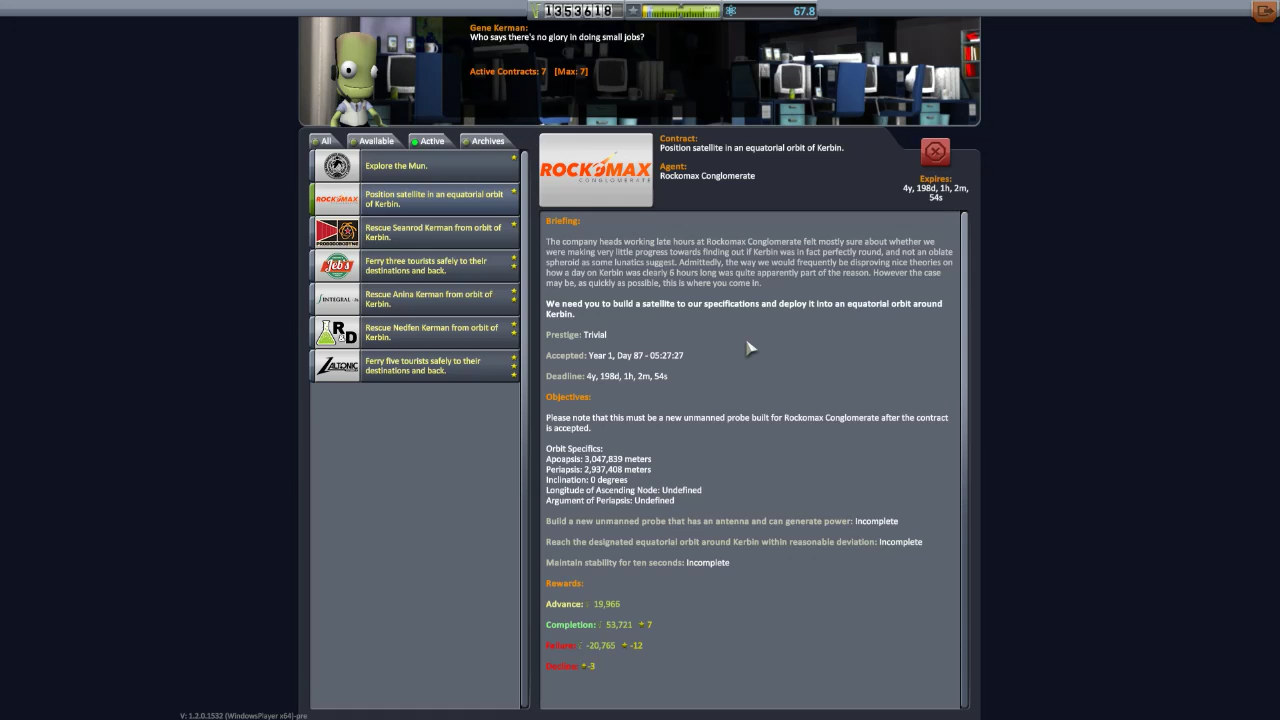 1353618
67.8
Gene Kerman:
Who says there's no glory in doing small jobs?
Active Contracts: 7 [Max: 7]
All
Available
Active
Archives
Explore the Mun.
ROCKOMAX
Position satellite in an equatorial orbit
of Kerbin.
PROBODOBODYNE
Rescue Seanrod Kerman from orbit of
Kerbin.
Jeb's
Ferry three tourists safely to their
destinations and back.
INTEGRAL
Rescue Anina Kerman from orbit of
Kerbin.
R&D
Rescue Nedfen Kerman from orbit of
Kerbin.
ZALTONIC
Ferry five tourists safely to their
destinations and back.
ROCKOMAX
CONGLOMERATE
Contract:
Position satellite in an equatorial orbit of Kerbin.
Agent:
Rockomax Conglomerate
Expires:
4y, 198d, 1h, 2m,
54s
Briefing:
The company heads working late hours at Rockomax Conglomerate felt mostly sure about whether we
were making very little progress towards finding out if Kerbin was in fact perfectly round, and not an oblate
spheroid as some lunatics suggest. Admittedly, the way we would frequently be disproving nice theories on
how a day on Kerbin was clearly 6 hours long was quite apparently part of the reason. However the case
may be, as quickly as possible, this is where you come in.
We need you to build a satellite to our specifications and deploy it into an equatorial orbit around
Kerbin.
Prestige: Trivial
Accepted: Year 1, Day 87 - 05:27:27
Deadline: 4y, 198d, 1h, 2m, 54s
Objectives:
Please note that this must be a new unmanned probe built for Rockomax Conglomerate after the contract
is accepted.
Orbit Specifics:
Apoapsis: 3,047,839 meters
Periapsis: 2,937,408 meters
Inclination: 0 degrees
Longitude of Ascending Node: Undefined
Argument of Periapsis: Undefined
Build a new unmanned probe that has an antenna and can generate power: Incomplete
Reach the designated equatorial orbit around Kerbin within reasonable deviation: Incomplete
Maintain stability for ten seconds: Incomplete
Rewards:
Advance: 19,966
Completion: 53,721 7
Failure: -20,765 -12
Decline: -3
V: 1.2.0.1532 (WindowsPlayer x64)-pre